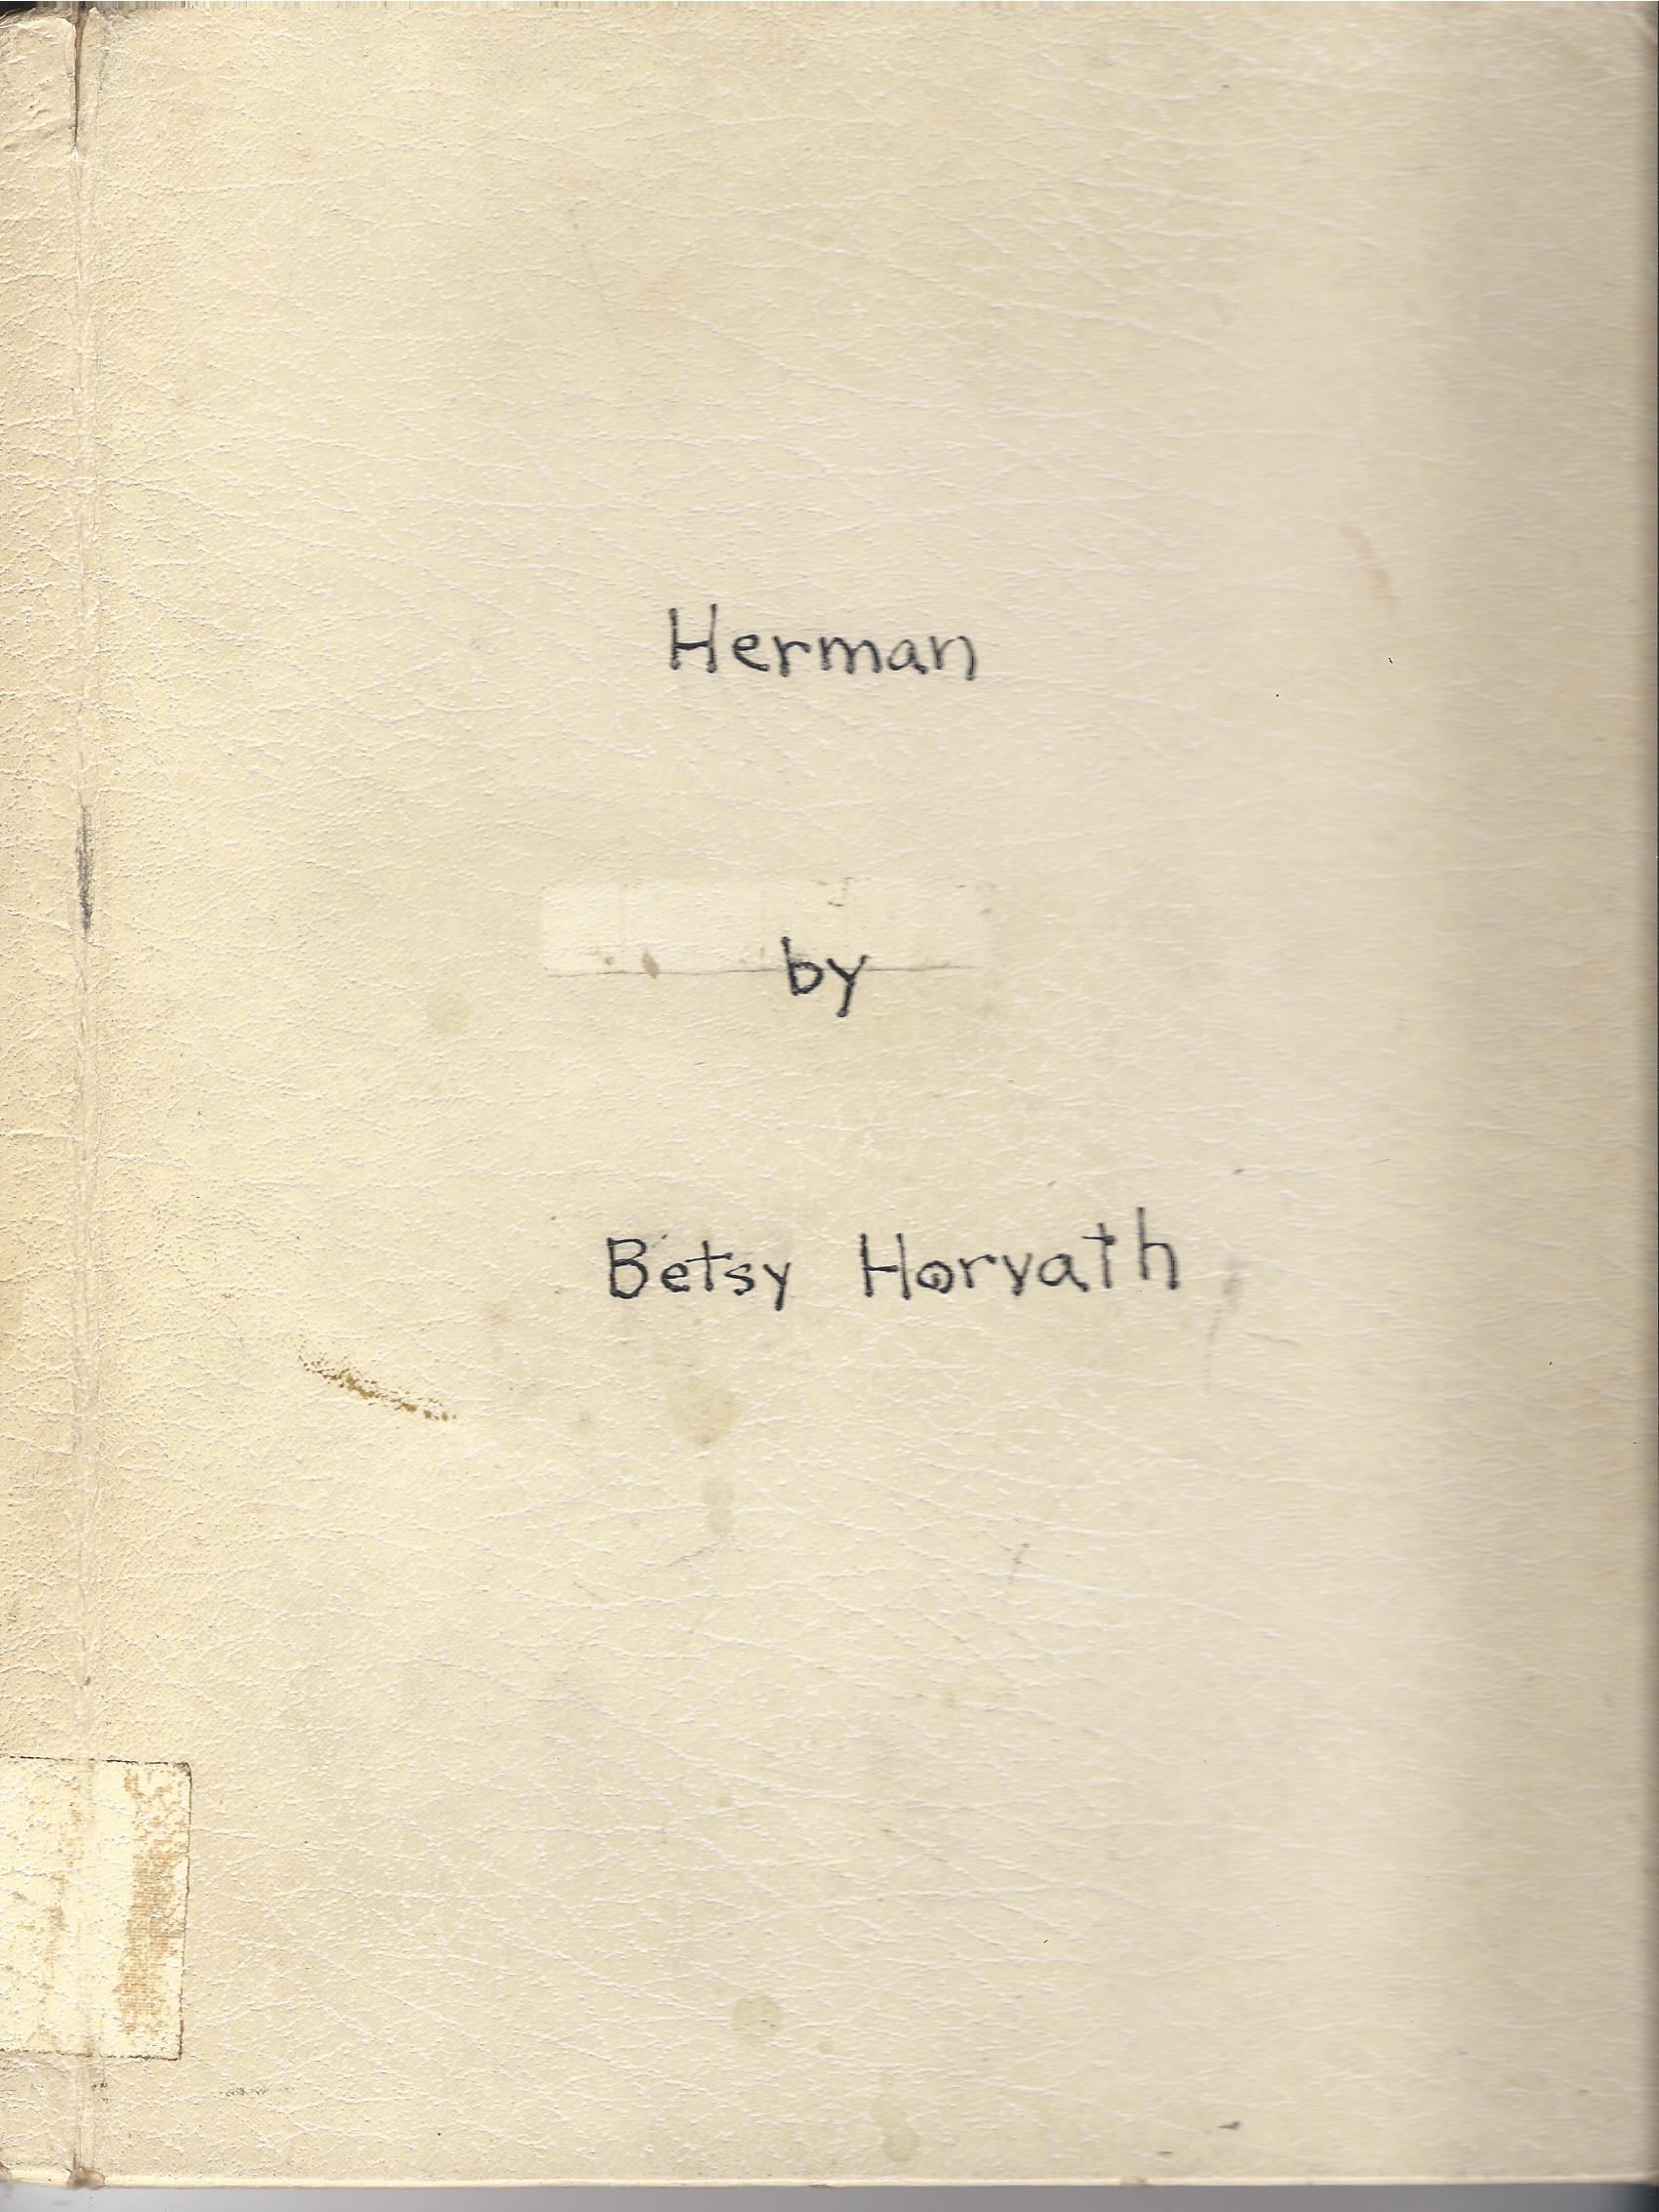 Herman
by
Betsy Horvath